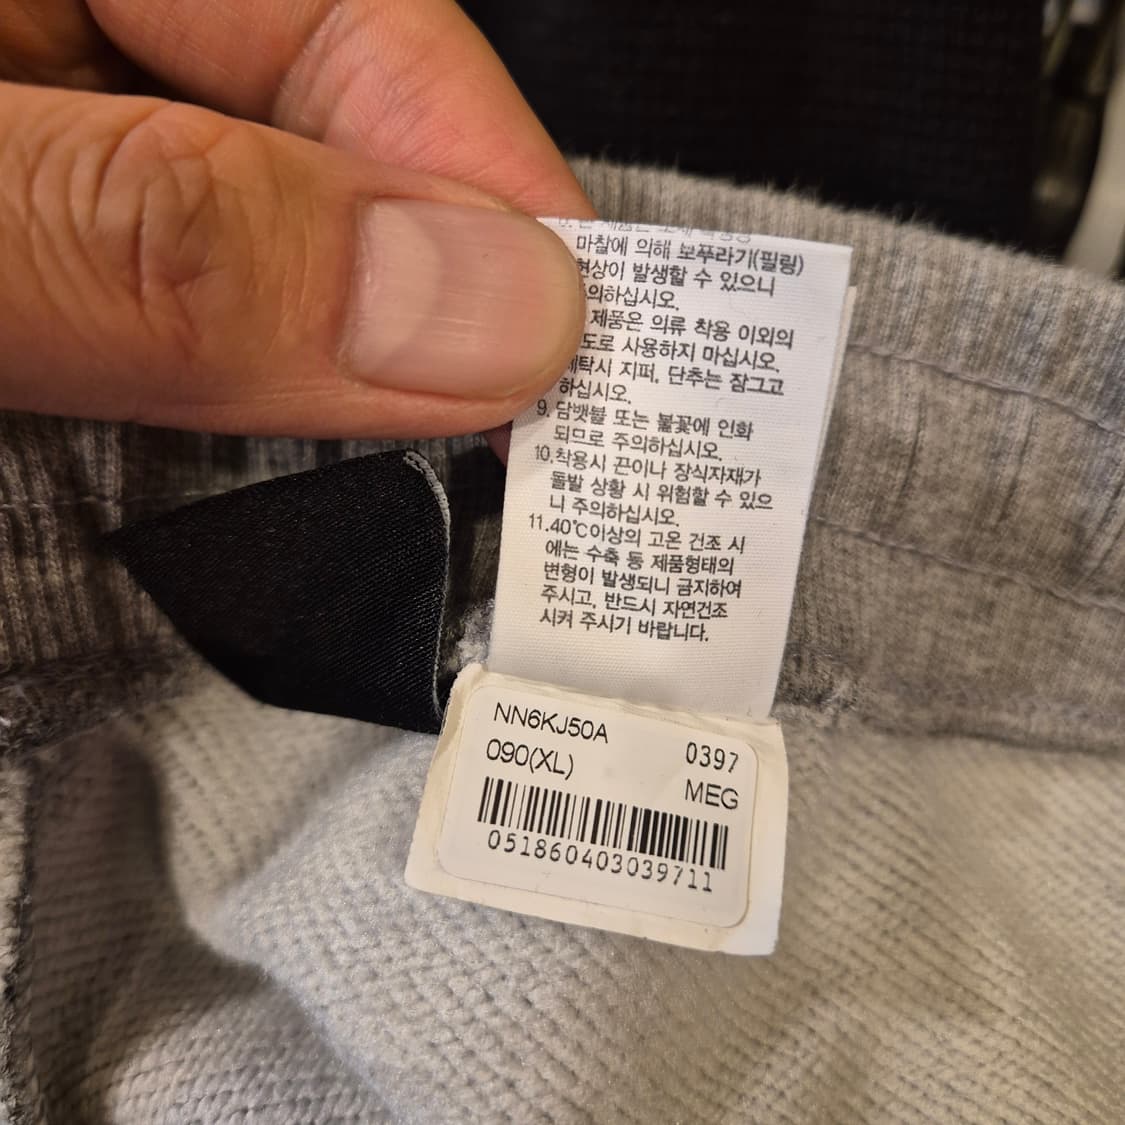 마찰에 의해 보푸라기(필링)
현상이 발생할 수 있으니
의하십시오.
제품은 의류 착용 이외의
도로 사용하지 마십시오.
세탁시 지퍼, 단추는 잠그고
하십시오.
9. 담뱃불 또는 불꽃에 인화
되므로 주의하십시오.
10.착용시 끈이나 장식자재가
돌발 상황 시 위험할 수 있으
니 주의하십시오.
11.40℃이상의 고온 건조 시
에는 수축 등 제품형태의
변형이 발생되니 금지하여
주시고, 반드시 자연건조
시켜 주시기 바랍니다.
NN6KJ50A
090(XL) 0397
MEG
051860403039711